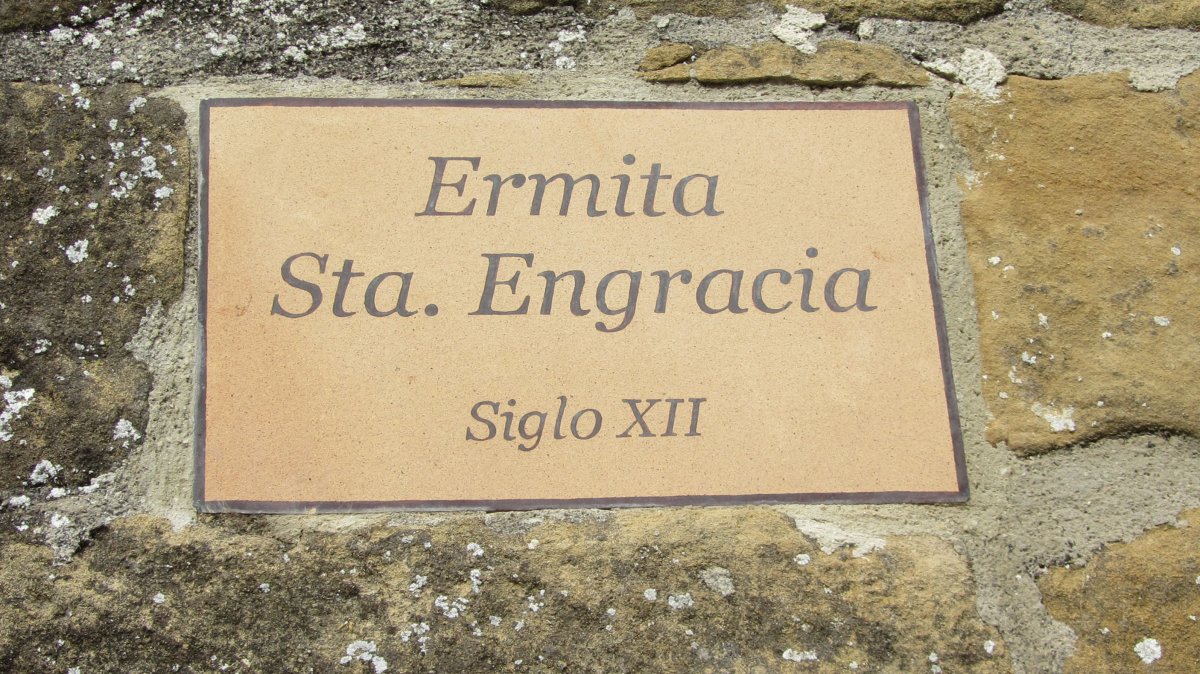 Ermita
Sta. Engracia
Siglo XII